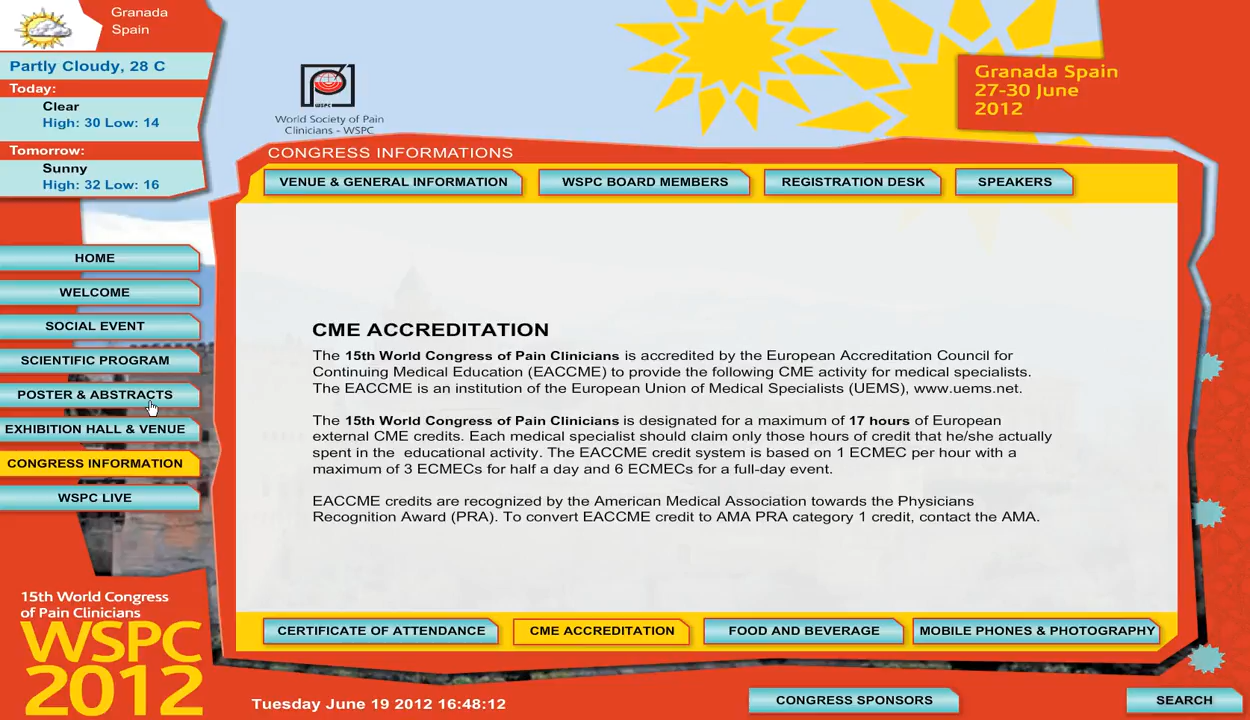 Granada
Spain
Partly Cloudy, 28 C
Today:
Clear
High: 30 Low: 14
Tomorrow:
Sunny
High: 32 Low: 16
WSPC
World Society of Pain
Clinicians - WSPC
Granada Spain
27-30 June
2012
CONGRESS INFORMATIONS
VENUE & GENERAL INFORMATION
WSPC BOARD MEMBERS
REGISTRATION DESK
SPEAKERS
HOME
WELCOME
SOCIAL EVENT
SCIENTIFIC PROGRAM
POSTER & ABSTRACTS
EXHIBITION HALL & VENUE
CONGRESS INFORMATION
WSPC LIVE
CME ACCREDITATION
The 15th World Congress of Pain Clinicians is accredited by the European Accreditation Council for
Continuing Medical Education (EACCME) to provide the following CME activity for medical specialists.
The EACCME is an institution of the European Union of Medical Specialists (UEMS), www.uems.net.
The 15th World Congress of Pain Clinicians is designated for a maximum of 17 hours of European
external CME credits. Each medical specialist should claim only those hours of credit that he/she actually
spent in the educational activity. The EACCME credit system is based on 1 ECMEC per hour with a
maximum of 3 ECMECs for half a day and 6 ECMECs for a full-day event.
EACCME credits are recognized by the American Medical Association towards the Physicians
Recognition Award (PRA). To convert EACCME credit to AMA PRA category 1 credit, contact the AMA.
CERTIFICATE OF ATTENDANCE
CME ACCREDITATION
FOOD AND BEVERAGE
MOBILE PHONES & PHOTOGRAPHY
15th World Congress
of Pain Clinicians
WSPC
2012
Tuesday June 19 2012 16:48:12
CONGRESS SPONSORS
SEARCH